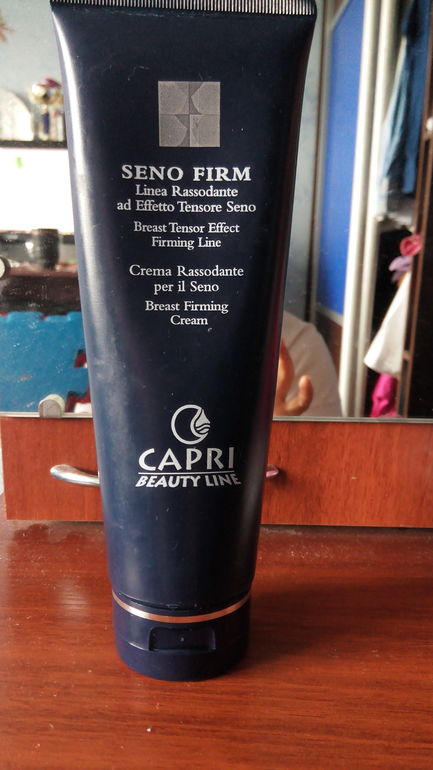 SENO FIRM
Linea Rassodante
ad Effetto Tensore Seno
Breast Tensor Effect
Firming Line
Crema Rassodante
per il Seno
Breast Firming
Cream
CAPRI
BEAUTY LINE